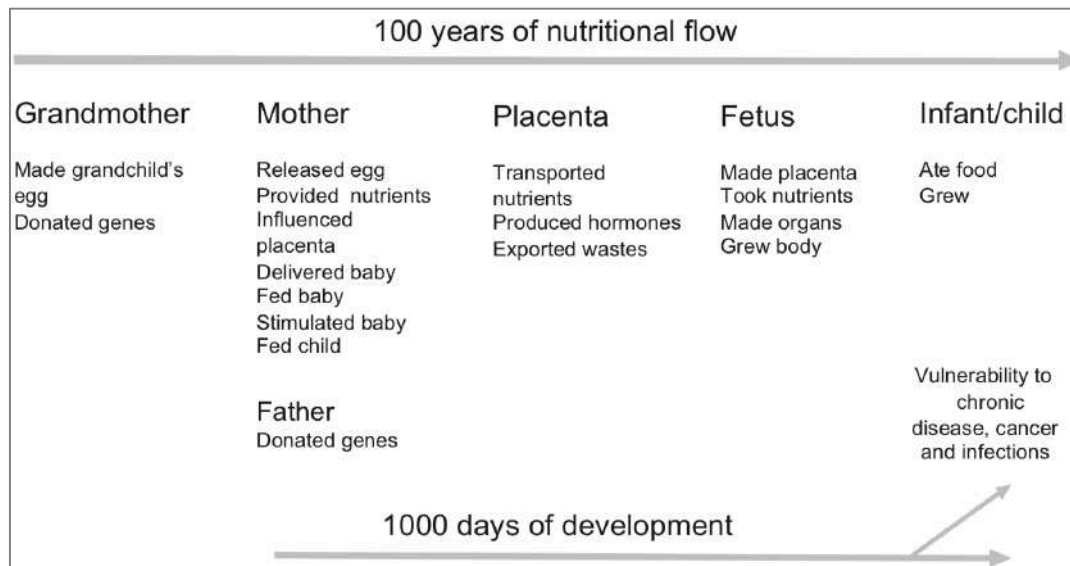 100 years of nutritional flow
Grandmother
Made grandchild's
egg
Donated genes
Mother
Released egg
Provided nutrients
Influenced
placenta
Delivered baby
Fed baby
Stimulated baby
Fed child
Father
Donated genes
Placenta
Transported
nutrients
Produced hormones
Exported wastes
Fetus
Made placenta
Took nutrients
Made organs
Grew body
Infant/child
Ate food
Grew
Vulnerability to
chronic
disease, cancer
and infections
1000 days of development